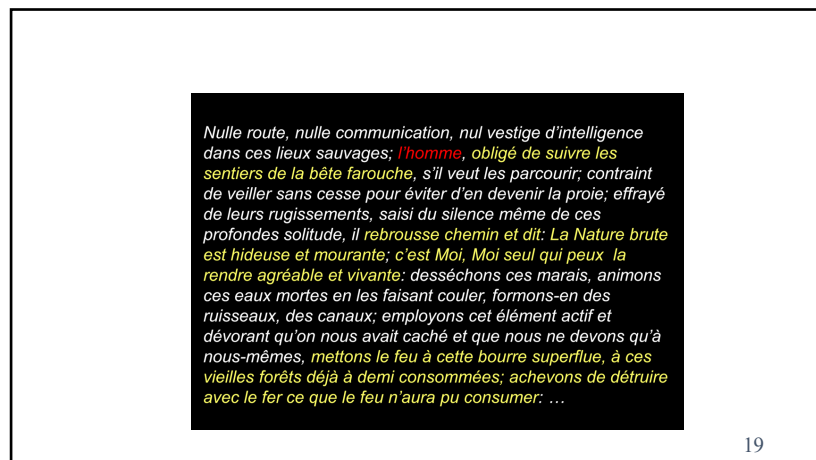 Nulle route, nulle communication, nul vestige d’intelligence
dans ces lieux sauvages; l’homme, obligé de suivre les
sentiers de la bête farouche, s’il veut les parcourir; contraint
de veiller sans cesse pour éviter d’en devenir la proie; effrayé
de leurs rugissements, saisi du silence même de ces
profondes solitude, il rebrousse chemin et dit: La Nature brute
est hideuse et mourante; c’est Moi, Moi seul qui peux  la
rendre agréable et vivante: desséchons ces marais, animons
ces eaux mortes en les faisant couler, formons-en des
ruisseaux, des canaux; employons cet élément actif et
dévorant qu’on nous avait caché et que nous ne devons qu’à
nous-mêmes, mettons le feu à cette bourre superflue, à ces
vieilles forêts déjà à demi consommées; achevons de détruire
avec le fer ce que le feu n’aura pu consumer: …
19